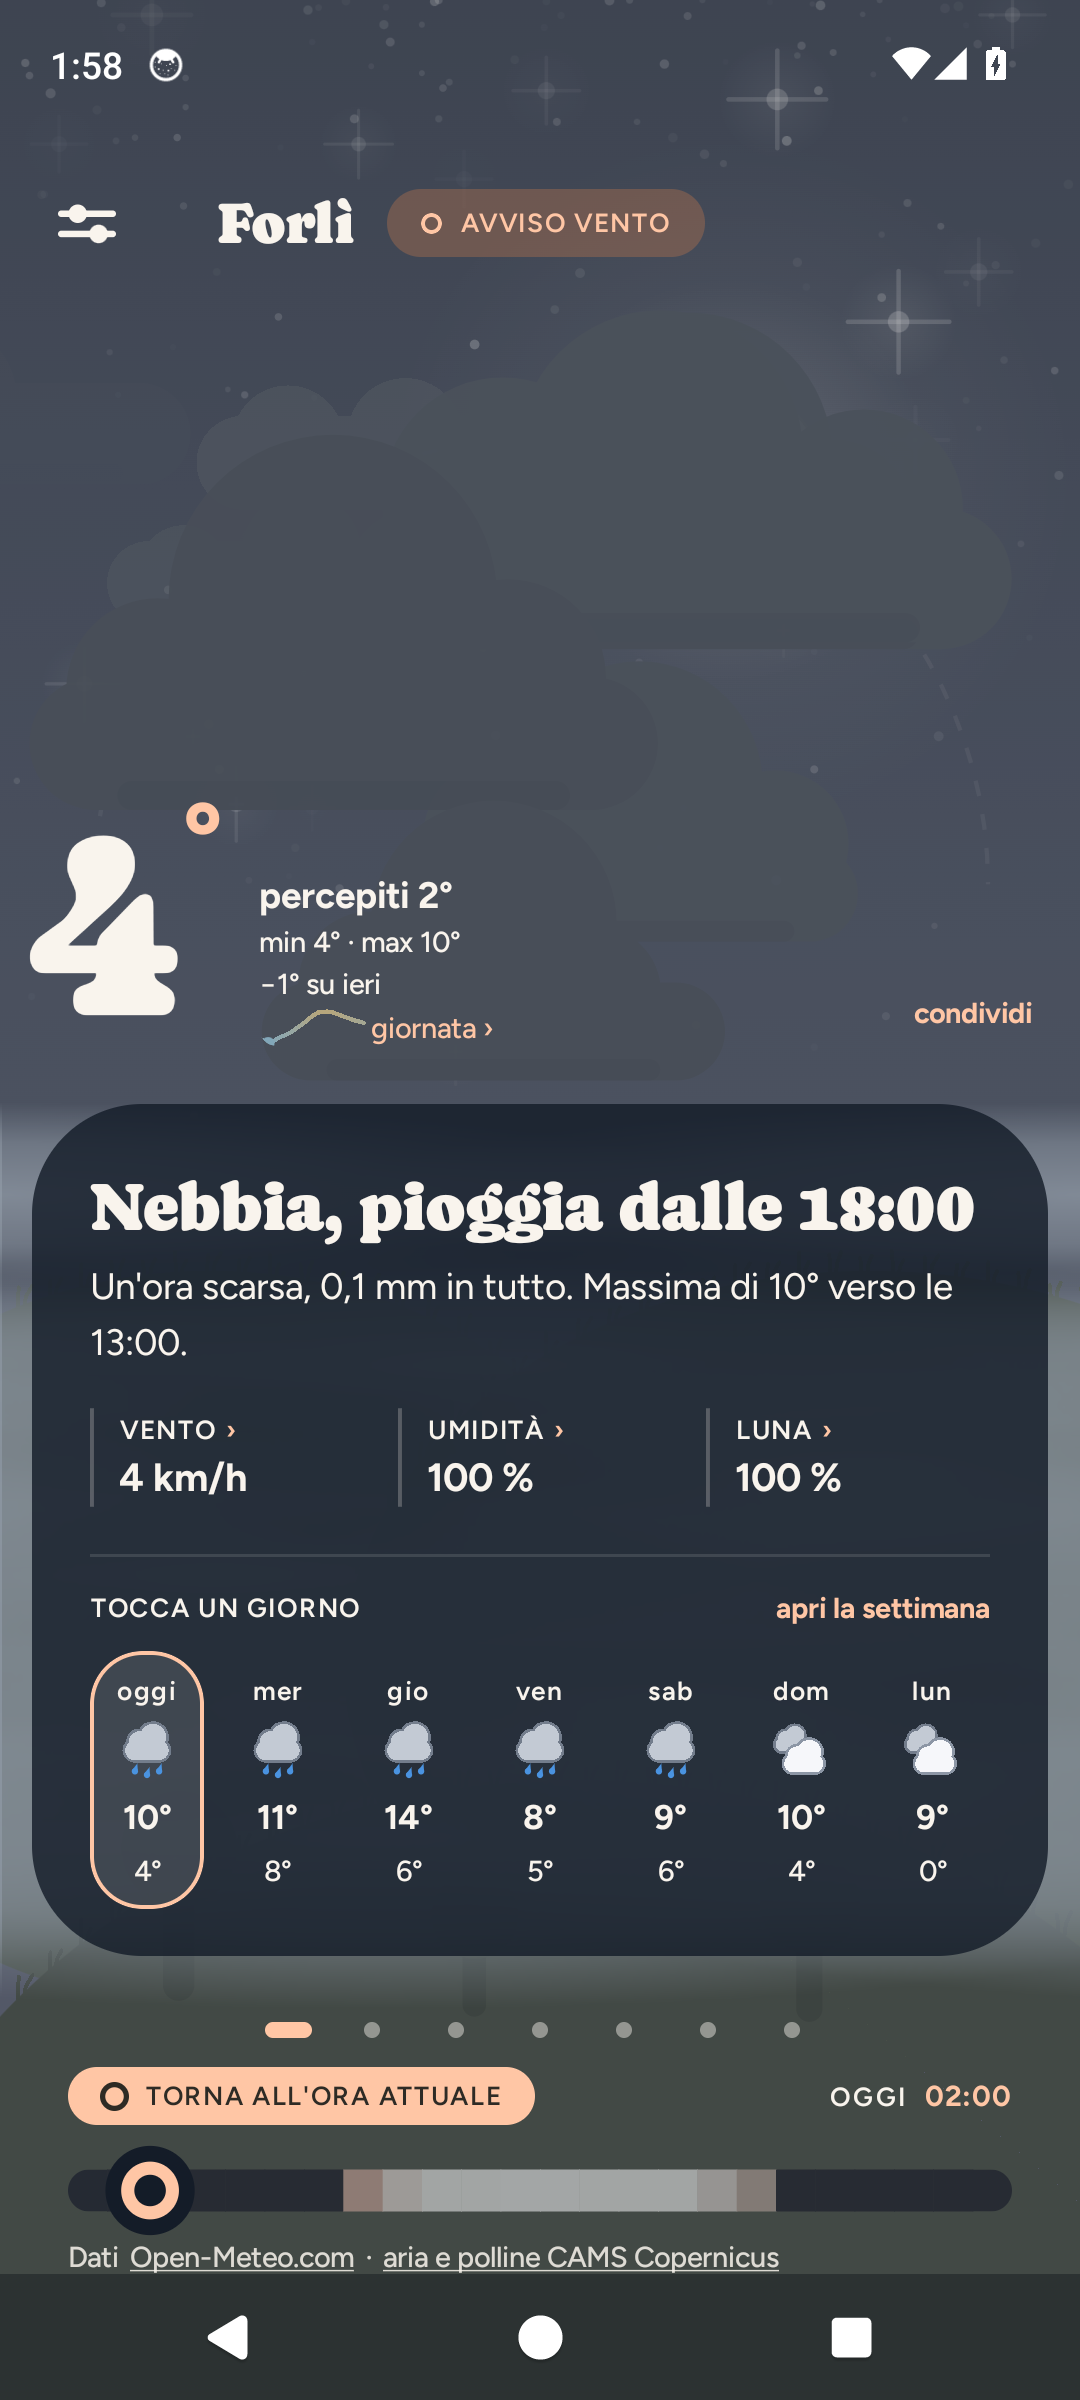 1:58
Forlì
AVVISO VENTO
4°
percepiti 2°
min 4° · max 10°
−1° su ieri
giornata ›
condividi
Nebbia, pioggia dalle 18:00
Un'ora scarsa, 0,1 mm in tutto. Massima di 10° verso le
13:00.
VENTO › UMIDITÀ › LUNA ›
4 km/h 100 % 100 %
TOCCA UN GIORNO apri la settimana
oggi mer gio ven sab dom lun
10° 11° 14° 8° 9° 10° 9°
4° 8° 6° 5° 6° 4° 0°
TORNA ALL'ORA ATTUALE OGGI 02:00
Dati Open-Meteo.com · aria e polline CAMS Copernicus